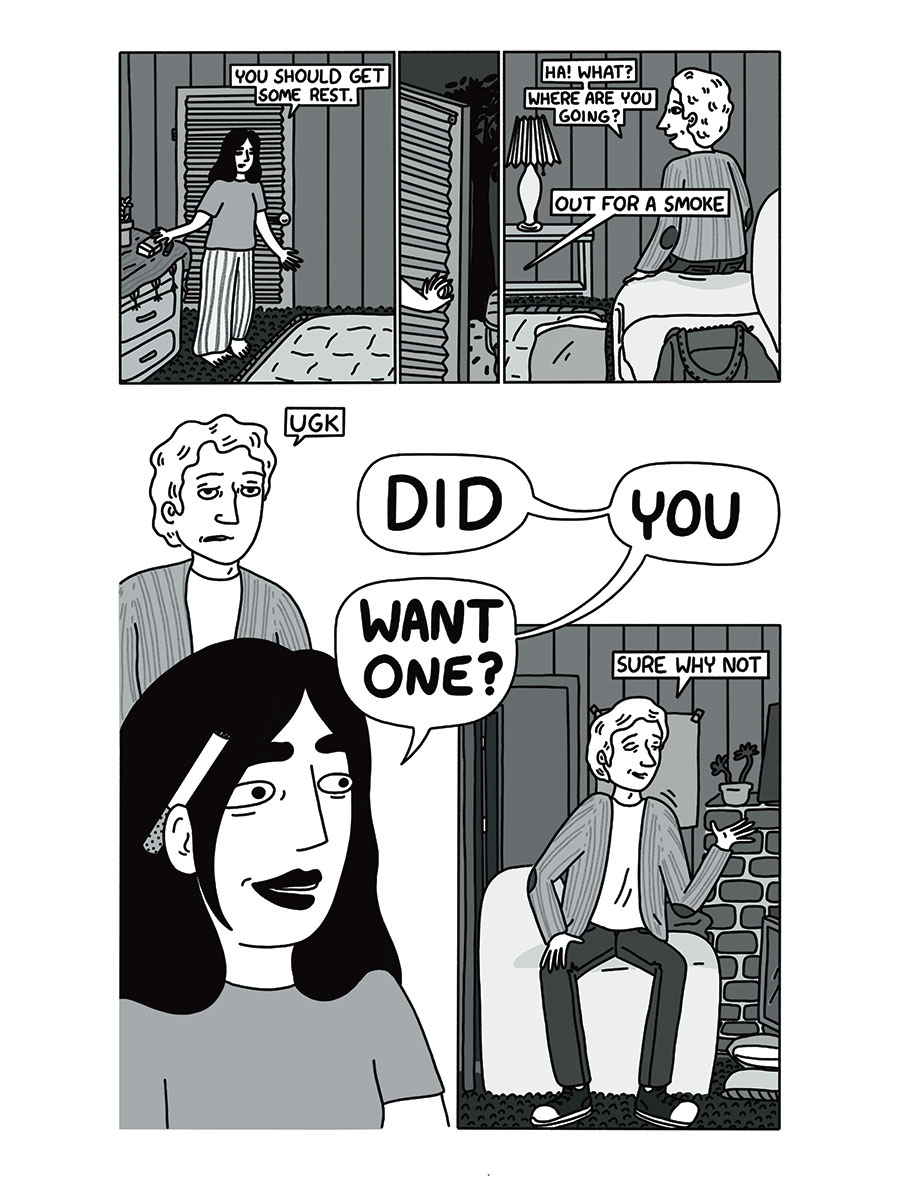 YOU SHOULD GET
SOME REST.
HA! WHAT?
WHERE ARE YOU
GOING?
OUT FOR A SMOKE
UGK
DID
YOU
WANT
ONE?
SURE WHY NOT